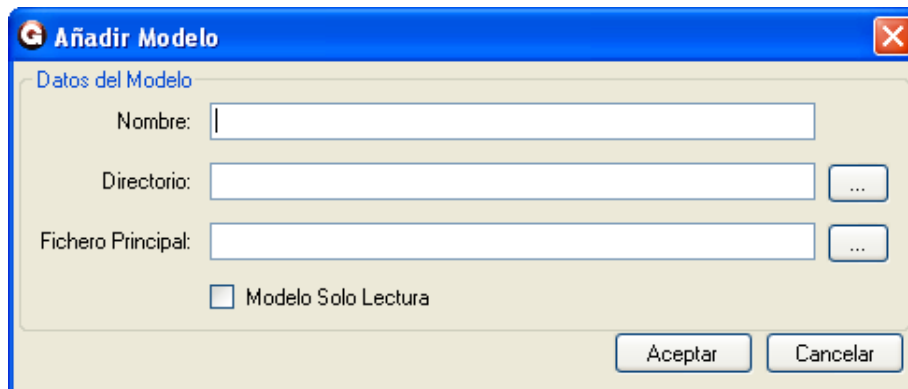 Añadir Modelo
Datos del Modelo
Nombre:
Directorio:
...
Fichero Principal:
...
Modelo Solo Lectura
Aceptar Cancelar